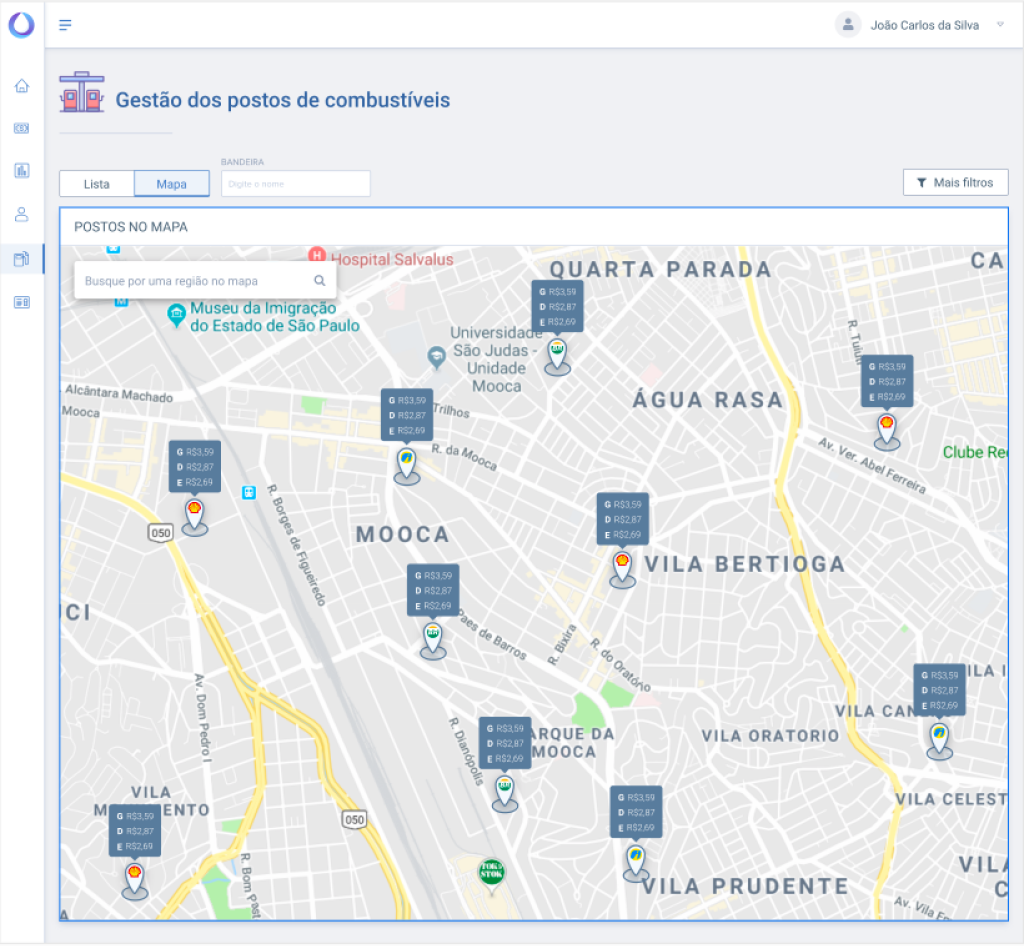 João Carlos da Silva
Gestão dos postos de combustíveis
BANDEIRA
Lista
Mapa
Digite o nome
Mais filtros
POSTOS NO MAPA
Busque por uma região no mapa
H
Hospital Salvalus
QUARTA PARADA
CA
M
Museu da Imigração
do Estado de São Paulo
G R$3,59
D R$2,87
E R$2,69
Universidade
São Judas -
Unidade
Mooca
R. Tuiuti
G R$3,59
D R$2,87
E R$2,69
Alcântara Machado
Mooca
G R$3,59
D R$2,87
E R$2,69
Trilhos
ÁGUA RASA
R. da Mooca
Av. Ver. Abel Ferreira
Clube Re
G R$3,59
D R$2,87
E R$2,69
R. Borges de Figueiredo
050
MOOCA
G R$3,59
D R$2,87
E R$2,69
VILA BERTIOGA
G R$3,59
D R$2,87
E R$2,69
UCI
Paes de Barros
R. Bixira
R. do Oratório
Av. Dom Pedro I
G R$3,59
D R$2,87
E R$2,69
ILA I
VILA CAN
R. Dianópolis
G R$3,59
D R$2,87
E R$2,69
ARQUE DA
MOOCA
VILA ORATORIO
VILA
M
ENTO
G R$3,59
D R$2,87
E R$2,69
050
G R$3,59
D R$2,87
E R$2,69
VILA CELEST
TOK&
STOK
R. Bom Past
VILA PRUDENTE
VILA
C
Av. Vila E
A